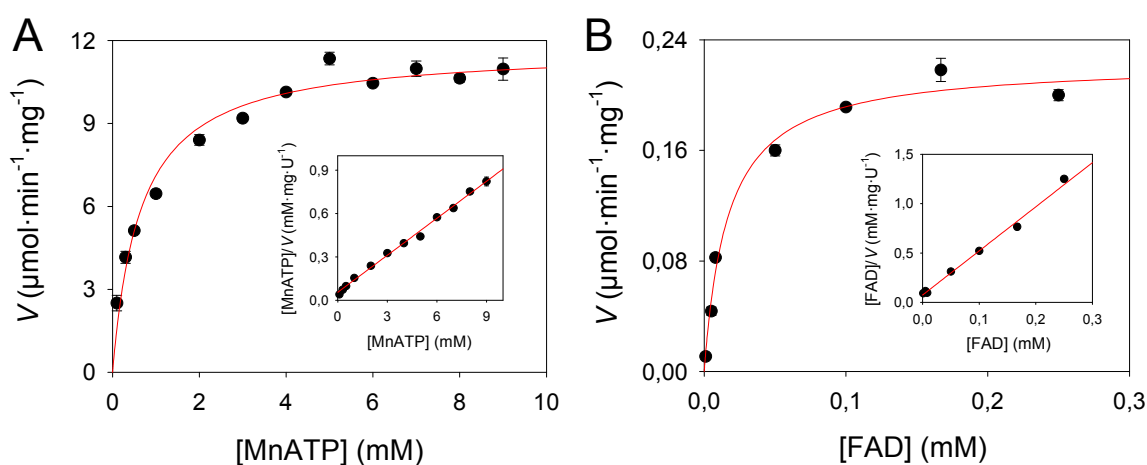 A
V (μmol·min⁻¹·mg⁻¹)
12
9
6
3
0
0 2 4 6 8 10
[MnATP] (mM)
[MnATP]/V (mM·mg·U⁻¹)
0,9
0,6
0,3
0,0
0 3 6 9
[MnATP] (mM)
B
V (μmol·min⁻¹·mg⁻¹)
0,24
0,16
0,08
0,00
0,0 0,1 0,2 0,3
[FAD] (mM)
[FAD]/V (mM·mg·U⁻¹)
1,5
1,0
0,5
0,0
0,0 0,1 0,2 0,3
[FAD] (mM)